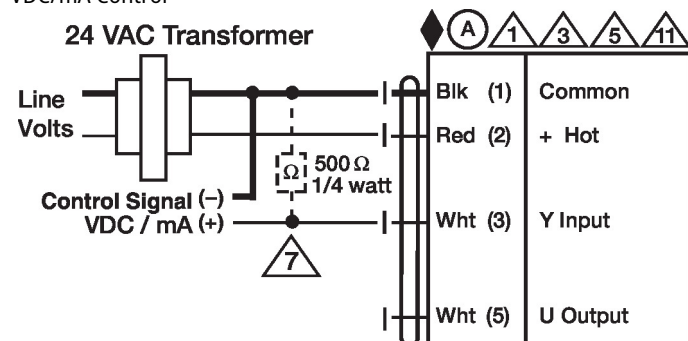 VDC/mA Control
24 VAC Transformer
A 1 3 5 11
Line
Volts
Blk (1) Common
Red (2) + Hot
Ω 500 Ω
1/4 watt
Control Signal (–)
VDC / mA (+)
Wht (3) Y Input
7
Wht (5) U Output